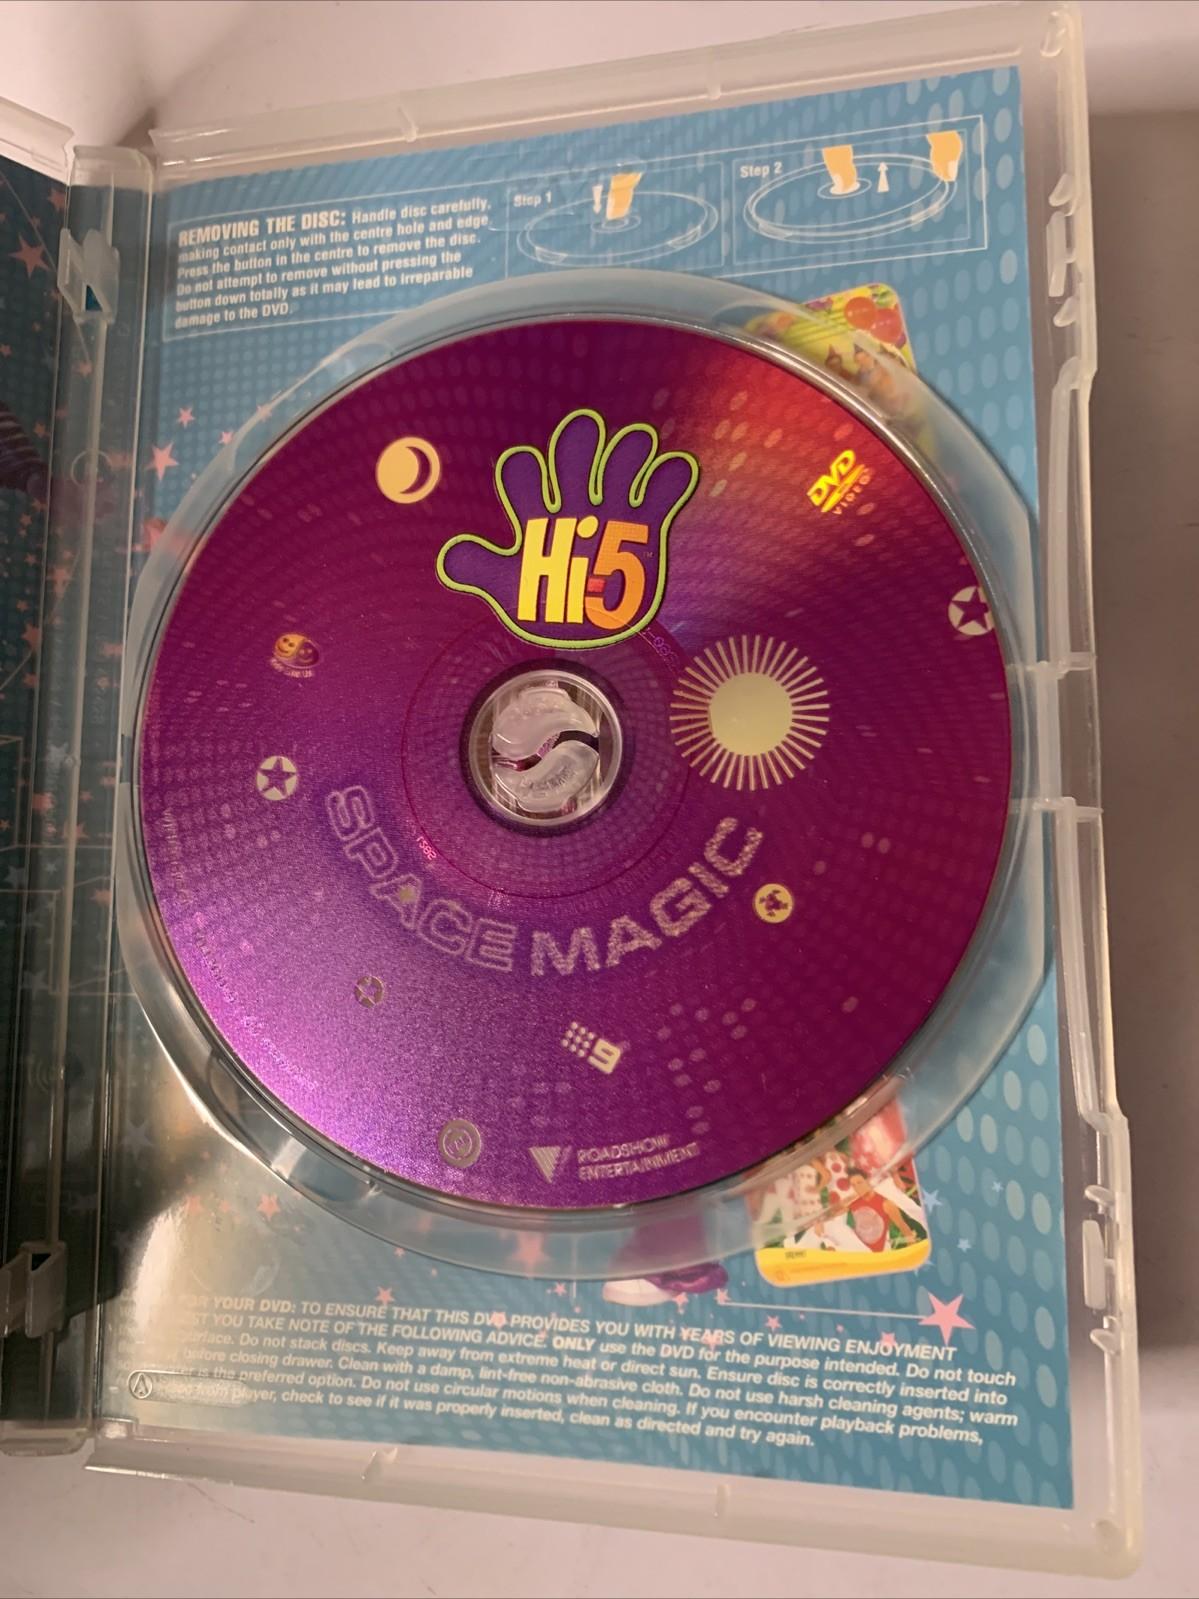 REMOVING THE DISC: Handle disc carefully,
making contact only with the centre hole and edge.
Press the button in the centre to remove the disc.
Do not attempt to remove without pressing the
button down totally as it may lead to irreparable
damage to the DVD.
Step 1
Step 2
Hi-5
TM
DVD
VIDEO
SPACE MAGIC
9
ROADSHOW
ENTERTAINMENT
FOR YOUR DVD: TO ENSURE THAT THIS DVD PROVIDES YOU WITH YEARS OF VIEWING ENJOYMENT
YOU TAKE NOTE OF THE FOLLOWING ADVICE. ONLY use the DVD for the purpose intended. Do not touch
surface. Do not stack discs. Keep away from extreme heat or direct sun. Ensure disc is correctly inserted into
before closing drawer. Clean with a damp, lint-free non-abrasive cloth. Do not use harsh cleaning agents; warm
is the preferred option. Do not use circular motions when cleaning. If you encounter playback problems,
from player, check to see if it was properly inserted, clean as directed and try again.